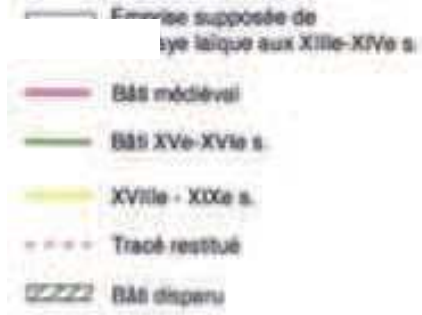 Emprise supposée de
aye laïque aux XIIIe-XIVe s.
Bâti médiéval
Bâti XVe-XVIe s.
XVIIIe - XIXe s.
Tracé restitué
Bâti disparu